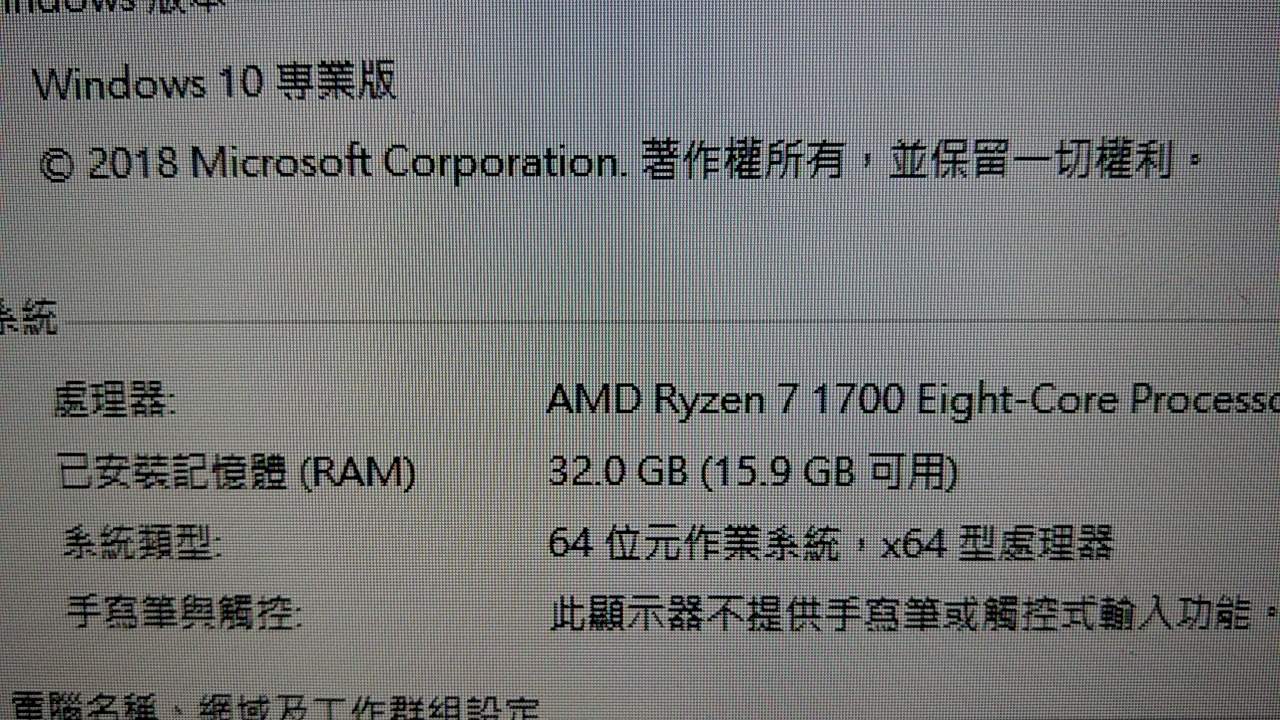 Windows 版本
Windows 10 專業版
© 2018 Microsoft Corporation. 著作權所有，並保留一切權利。
系統
處理器: AMD Ryzen 7 1700 Eight-Core Processo
已安裝記憶體 (RAM) 32.0 GB (15.9 GB 可用)
系統類型: 64 位元作業系統，x64 型處理器
手寫筆與觸控: 此顯示器不提供手寫筆或觸控式輸入功能。
電腦名稱、網域及工作群組設定